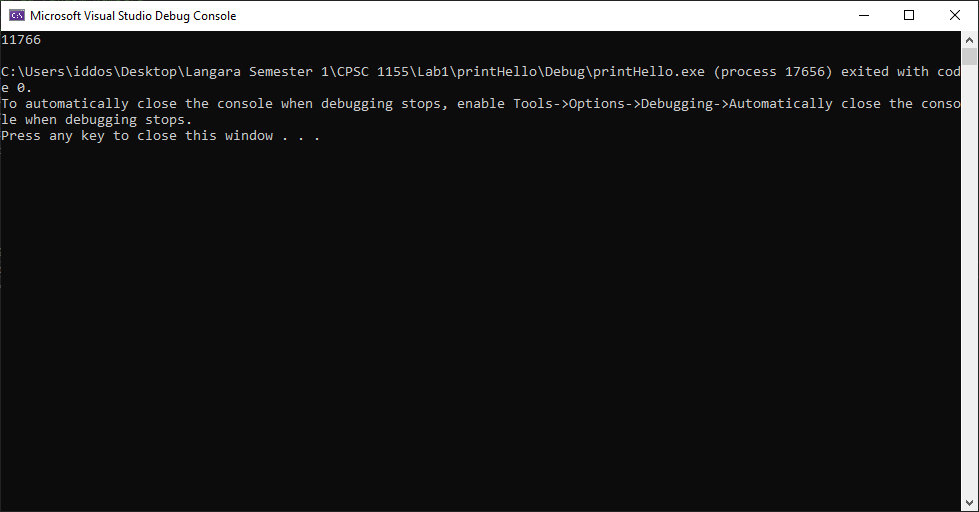 Microsoft Visual Studio Debug Console
11766
C:\Users\iddos\Desktop\Langara Semester 1\CPSC 1155\Lab1\printHello\Debug\printHello.exe (process 17656) exited with cod
e 0.
To automatically close the console when debugging stops, enable Tools->Options->Debugging->Automatically close the conso
le when debugging stops.
Press any key to close this window . . .